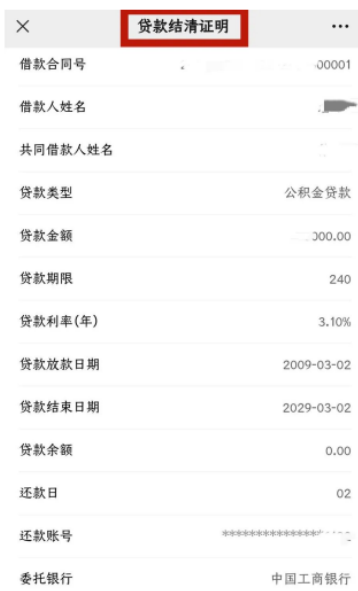 贷款结清证明
借款合同号 00001
借款人姓名
共同借款人姓名
贷款类型 公积金贷款
贷款金额 000.00
贷款期限 240
贷款利率(年) 3.10%
贷款放款日期 2009-03-02
贷款结束日期 2029-03-02
贷款余额 0.00
还款日 02
还款账号 ***************
委托银行 中国工商银行